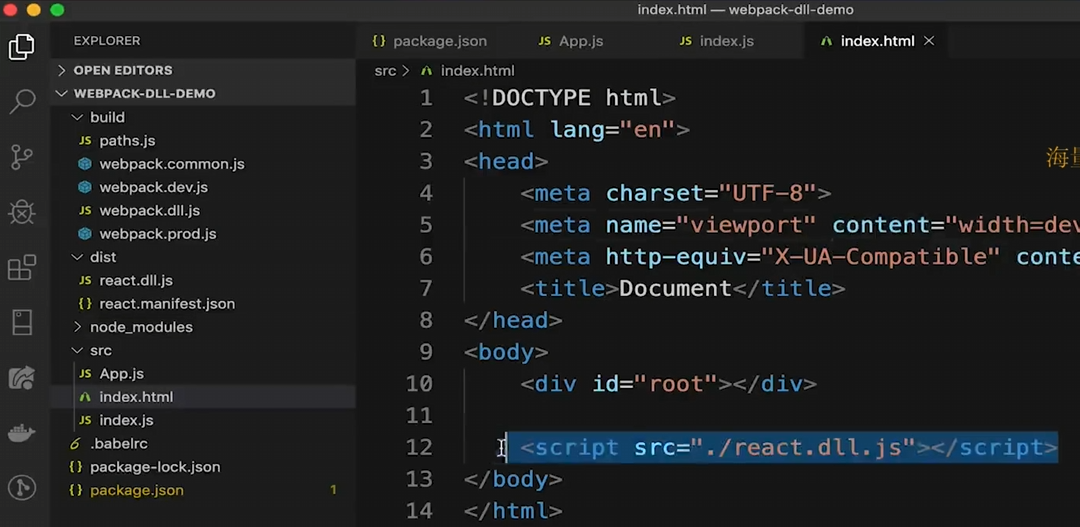 index.html — webpack-dll-demo
EXPLORER
OPEN EDITORS
WEBPACK-DLL-DEMO
build
JS paths.js
webpack.common.js
webpack.dev.js
JS webpack.dll.js
webpack.prod.js
dist
JS react.dll.js
{} react.manifest.json
node_modules
src
JS App.js
index.html
JS index.js
.babelrc
{} package-lock.json
{} package.json 1
{} package.json JS App.js JS index.js index.html ×
src > index.html
1 <!DOCTYPE html>
2 <html lang="en">
3 <head>
4 <meta charset="UTF-8">
5 <meta name="viewport" content="width=dev
6 <meta http-equiv="X-UA-Compatible" conte
7 <title>Document</title>
8 </head>
9 <body>
10 <div id="root"></div>
11
12 <script src="./react.dll.js"></script>
13 </body>
14 </html>
海